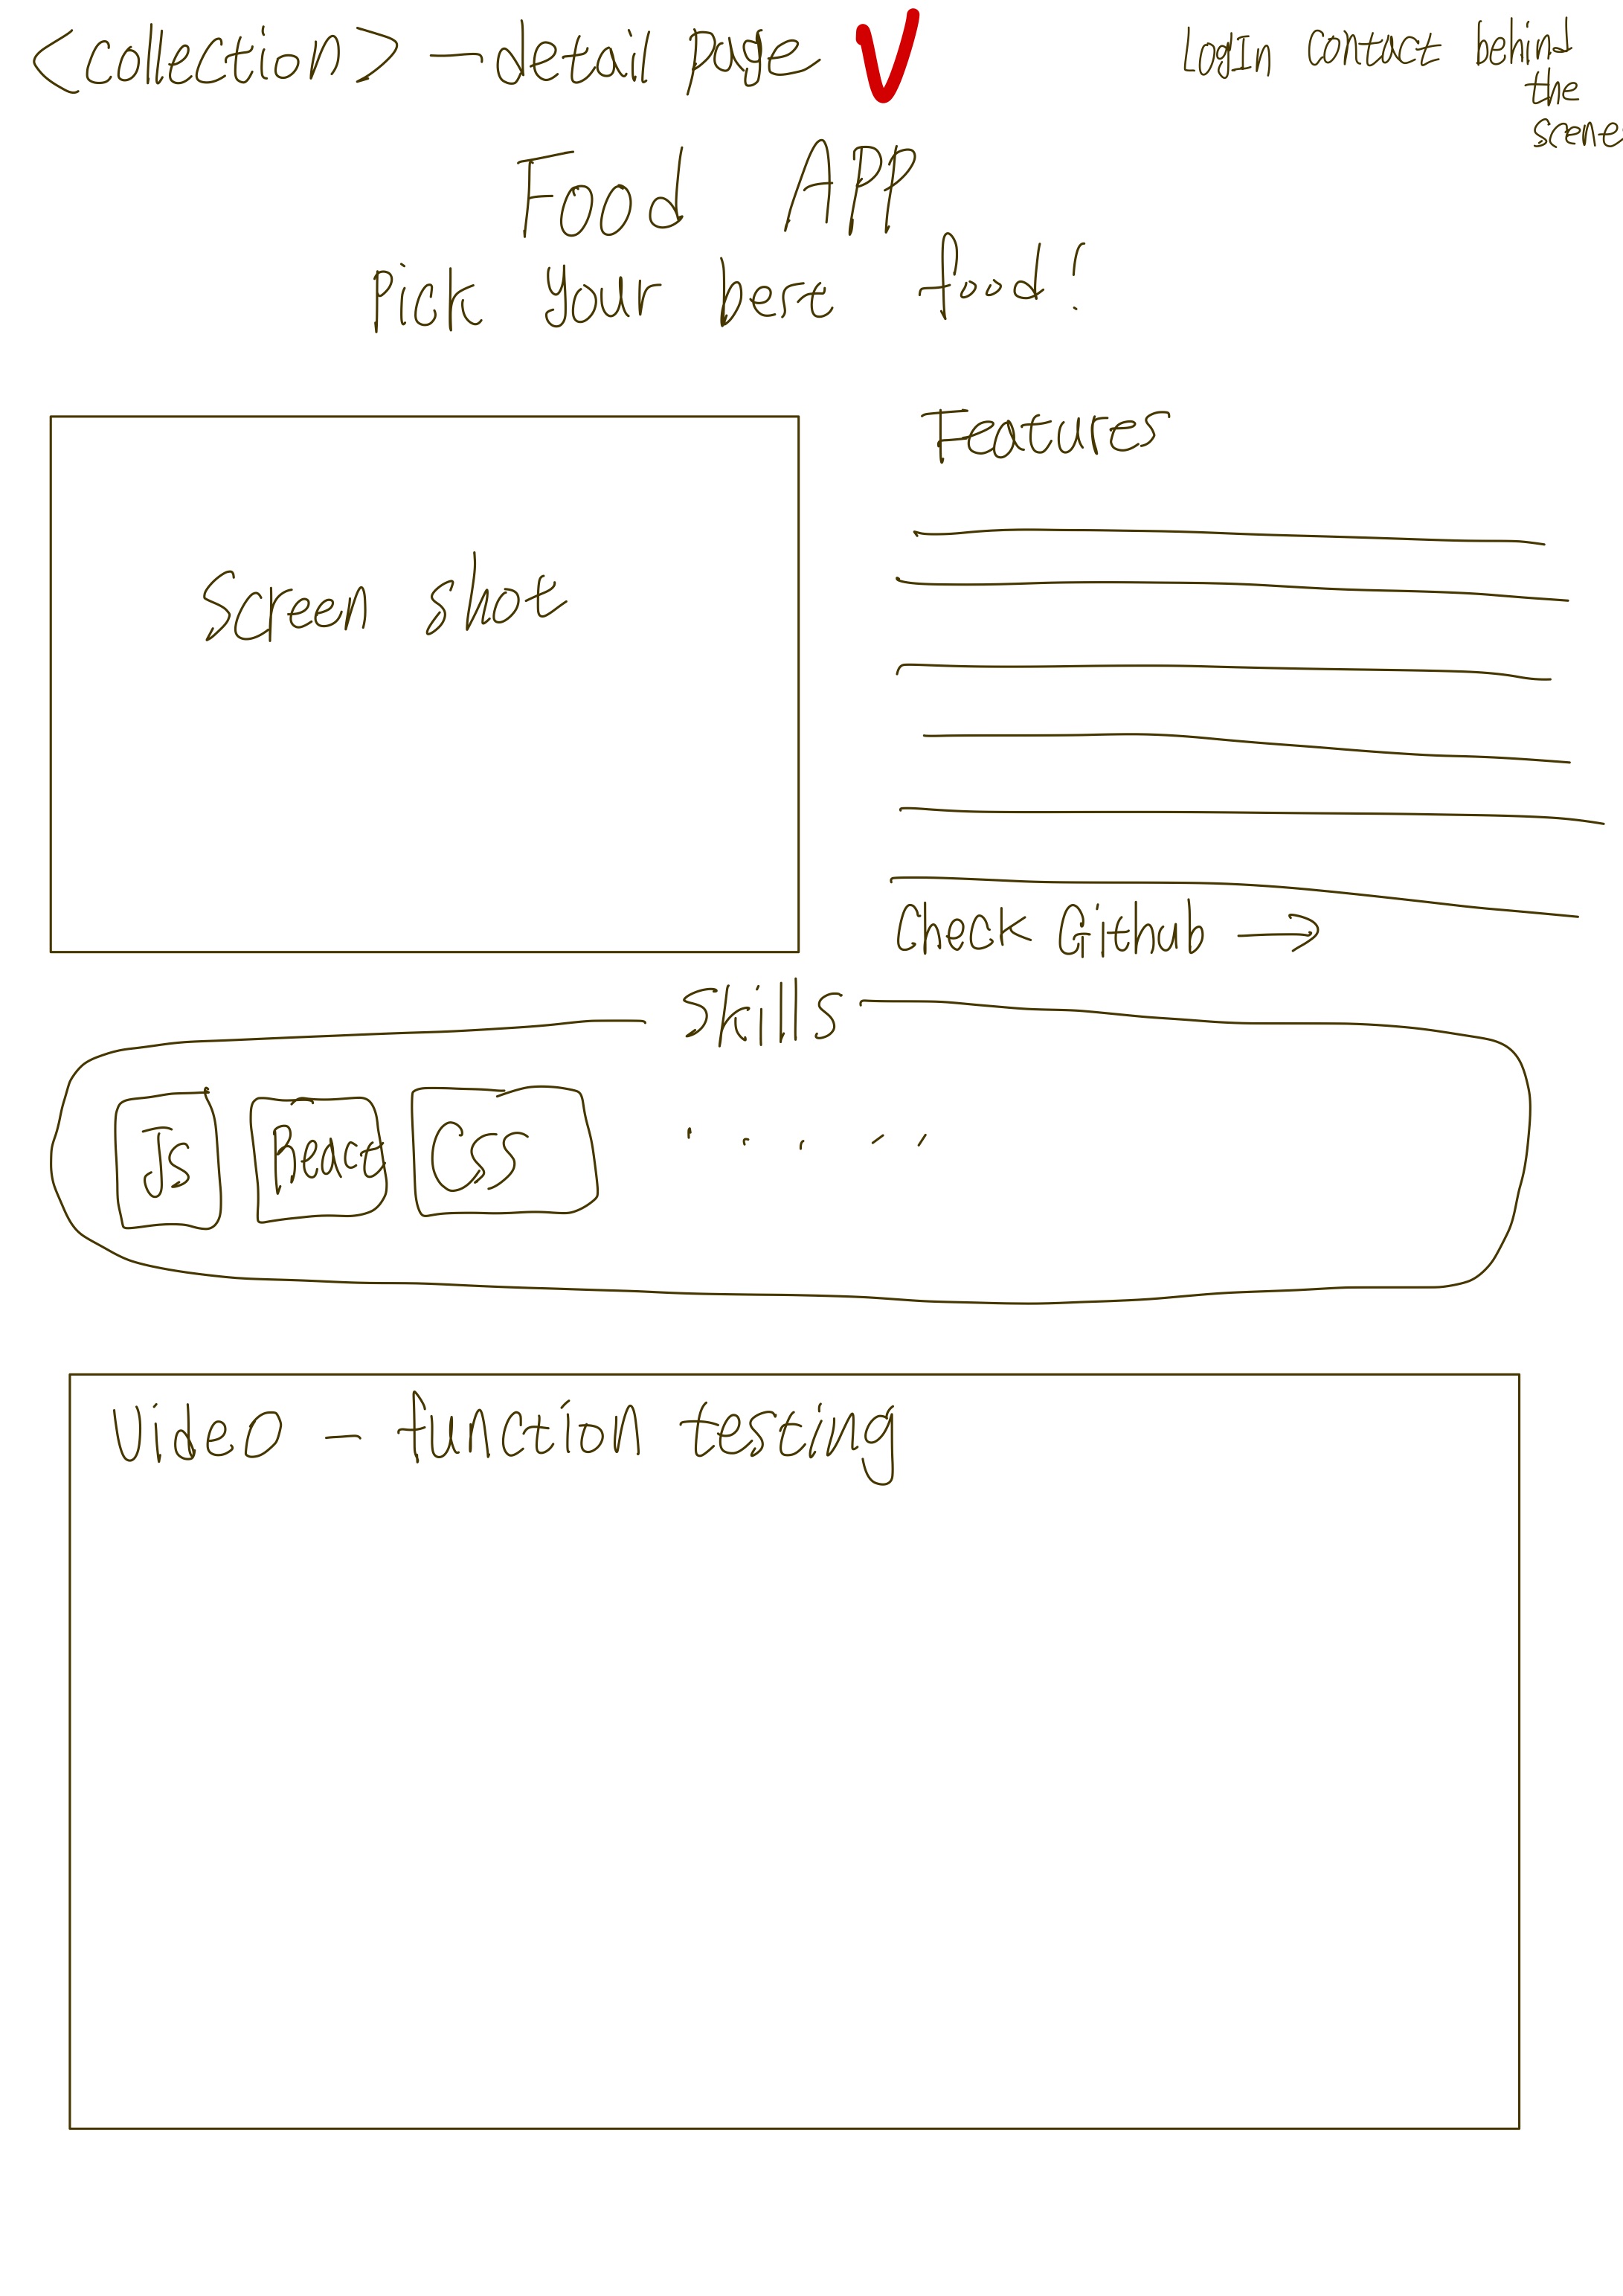 <collection> - detail page
login contact behind
the
scene
Food APP
Pick your best food!
Screen shot
Features
Check Github →
Skills
Js React Css
Video - function testing